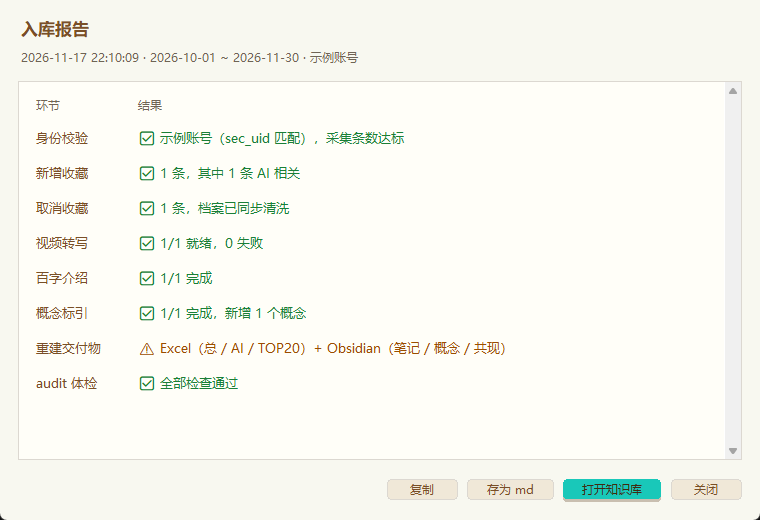 入库报告
2026-11-17 22:10:09 · 2026-10-01 ~ 2026-11-30 · 示例账号
环节 结果
身份校验 ☑ 示例账号（sec_uid 匹配），采集条数达标
新增收藏 ☑ 1 条，其中 1 条 AI 相关
取消收藏 ☑ 1 条，档案已同步清洗
视频转写 ☑ 1/1 就绪，0 失败
百字介绍 ☑ 1/1 完成
概念标引 ☑ 1/1 完成，新增 1 个概念
重建交付物 ⚠ Excel（总 / AI / TOP20）+ Obsidian（笔记 / 概念 / 共现）
audit 体检 ☑ 全部检查通过
复制 存为 md 打开知识库 关闭